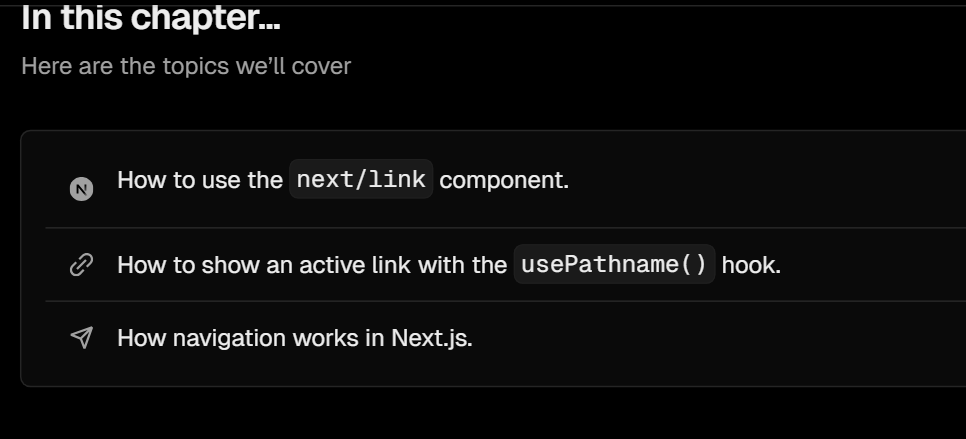 In this chapter...
Here are the topics we’ll cover
How to use the next/link component.
How to show an active link with the usePathname() hook.
How navigation works in Next.js.